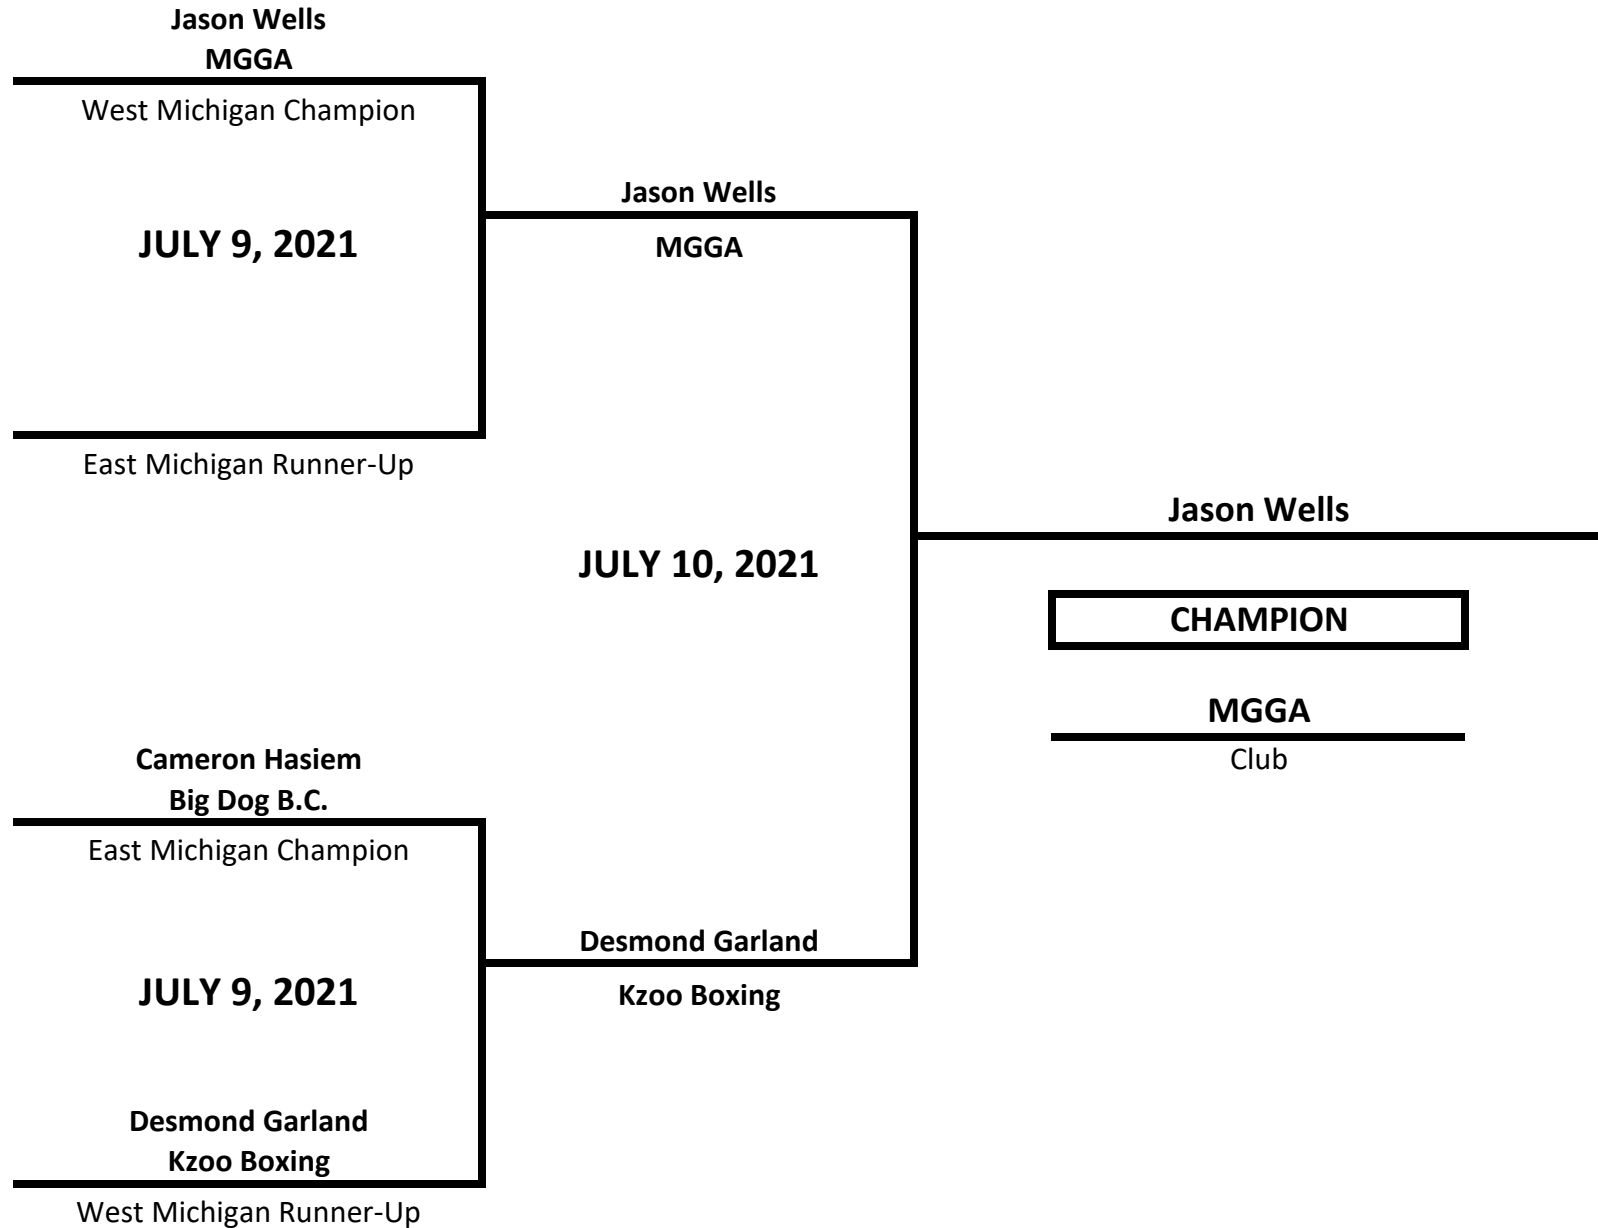 Jason Wells
MGGA
West Michigan Champion
JULY 9, 2021
East Michigan Runner-Up
Jason Wells
MGGA
JULY 10, 2021
Jason Wells
CHAMPION
MGGA
Club
Cameron Hasiem
Big Dog B.C.
East Michigan Champion
JULY 9, 2021
Desmond Garland
Kzoo Boxing
West Michigan Runner-Up
Desmond Garland
Kzoo Boxing